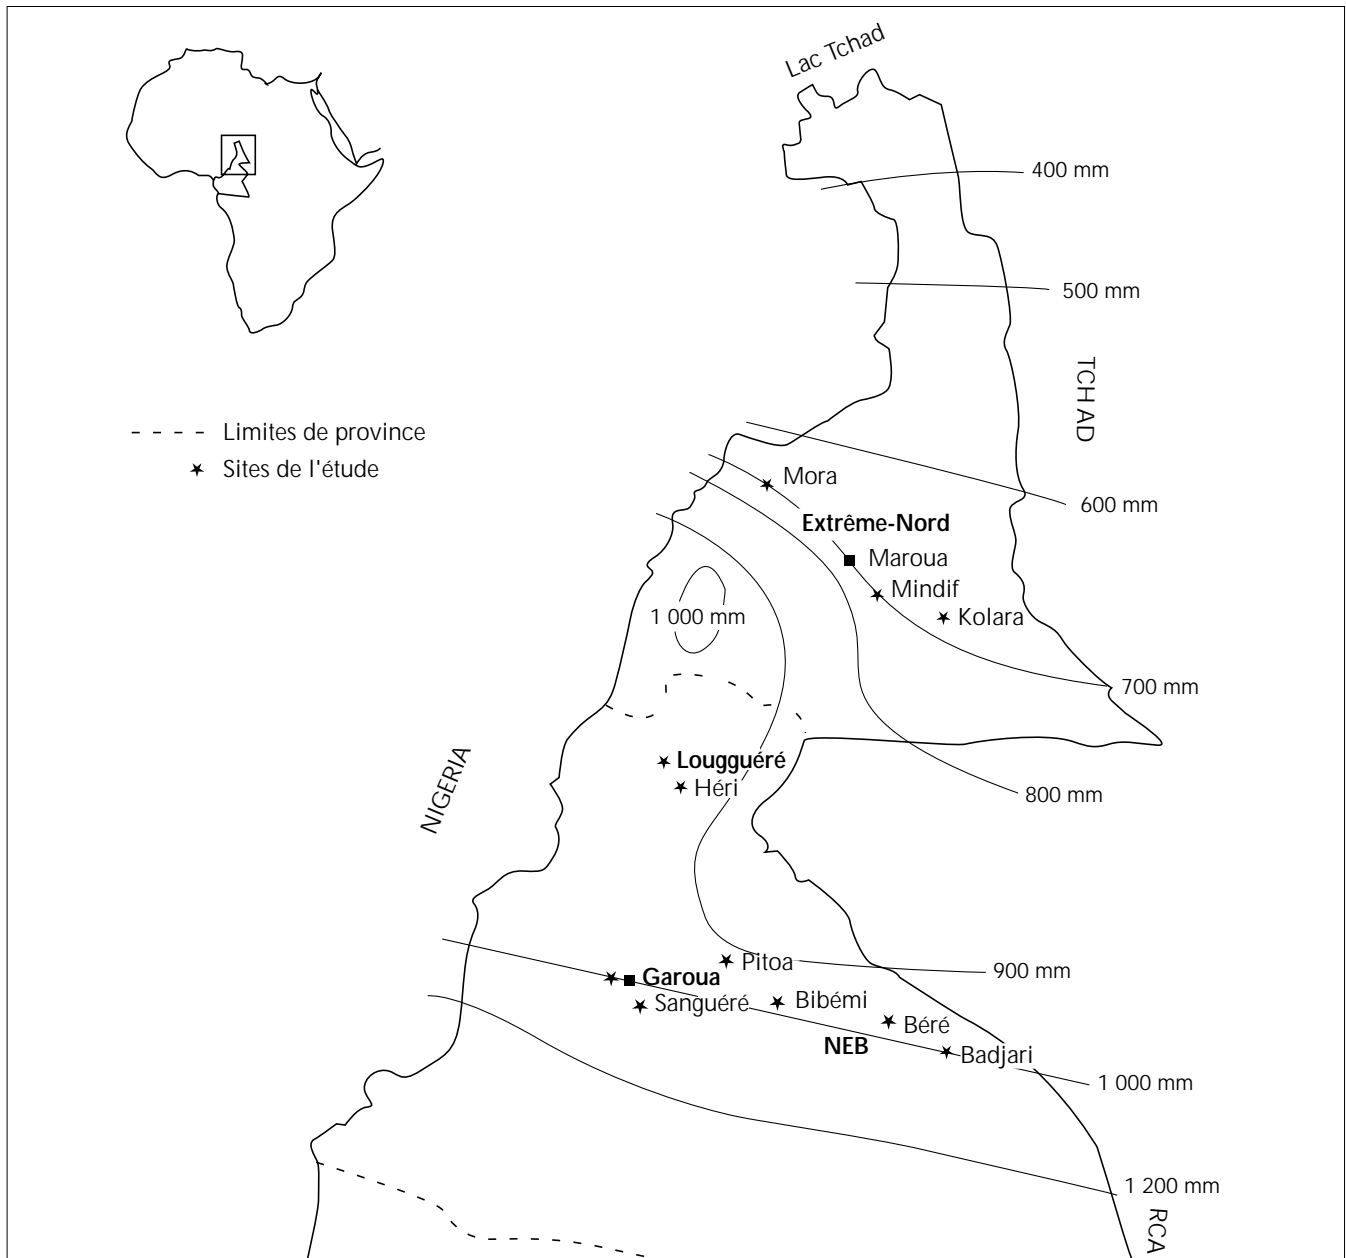 Lac Tchad
400 mm
500 mm
TCHAD
Limites de province
Sites de l'étude
Mora
600 mm
Extrême-Nord
Maroua
Mindif
1 000 mm
Kolara
700 mm
NIGERIA
Lougguéré
Héri
800 mm
Pitoa
900 mm
Garoua
Sanguéré
Bibémi
Béré
NEB
Badjari
1 000 mm
1 200 mm
RCA